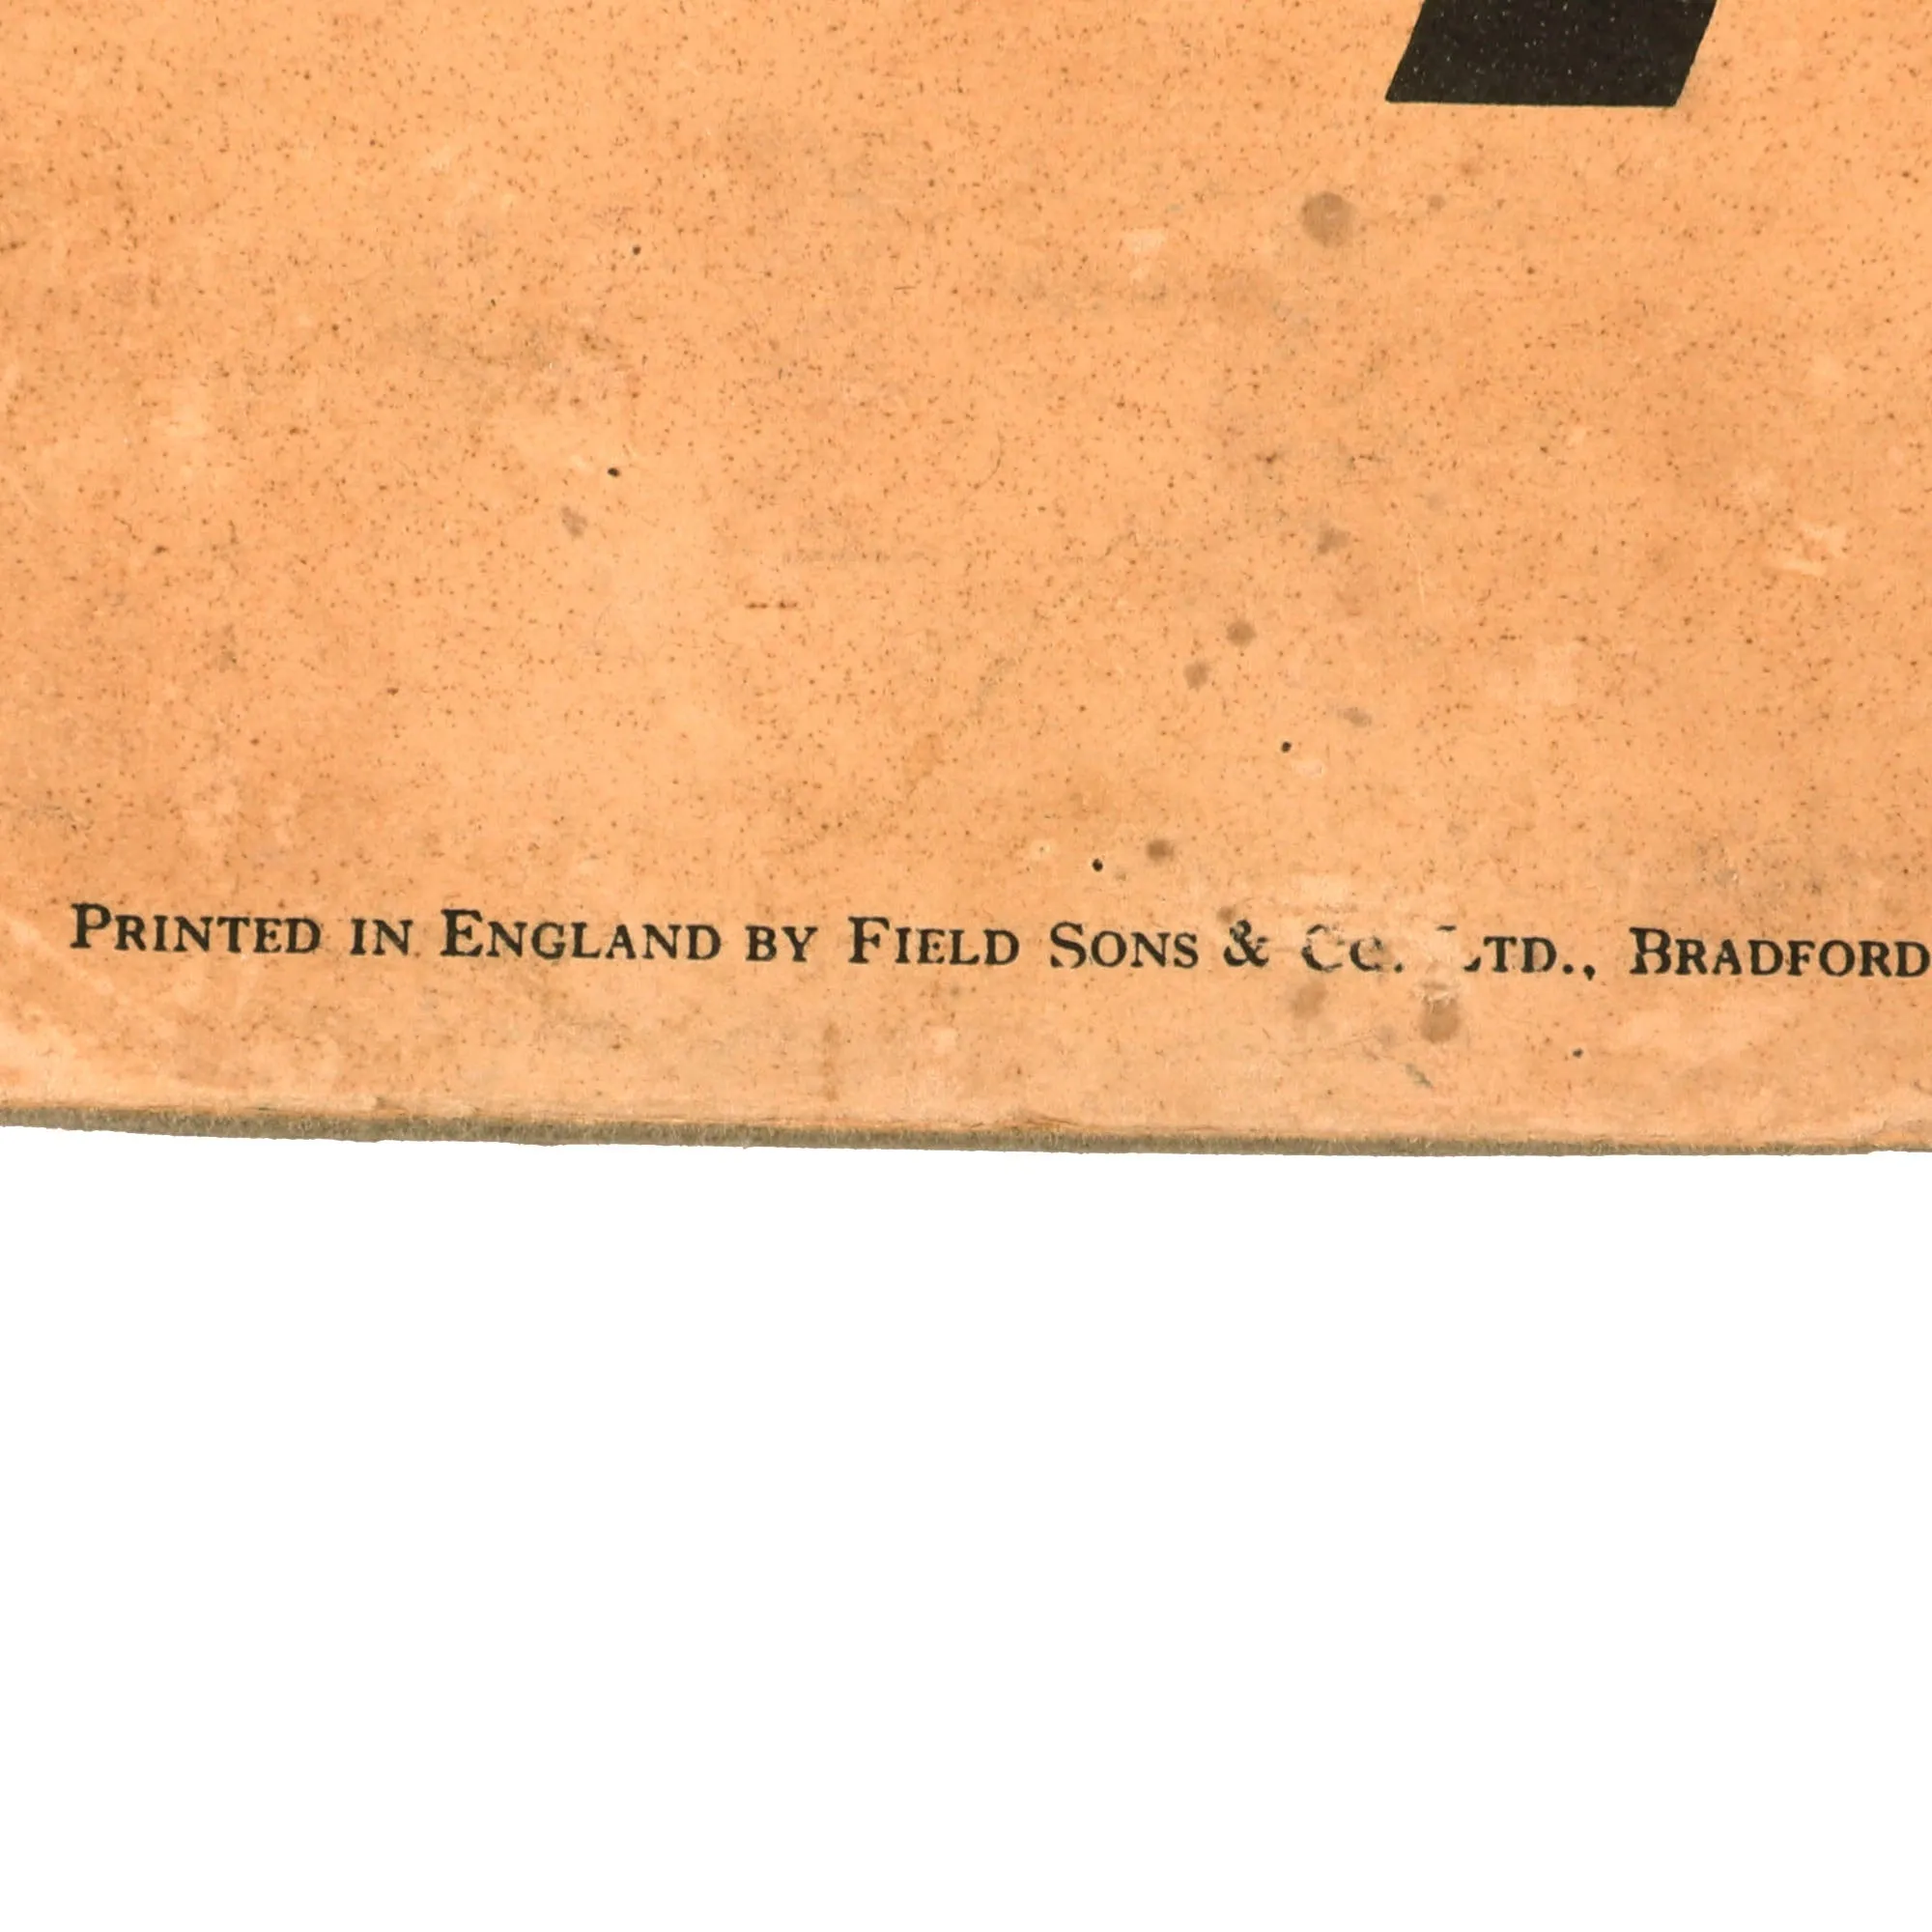 PRINTED IN ENGLAND BY FIELD SONS & Co. LTD., BRADFORD